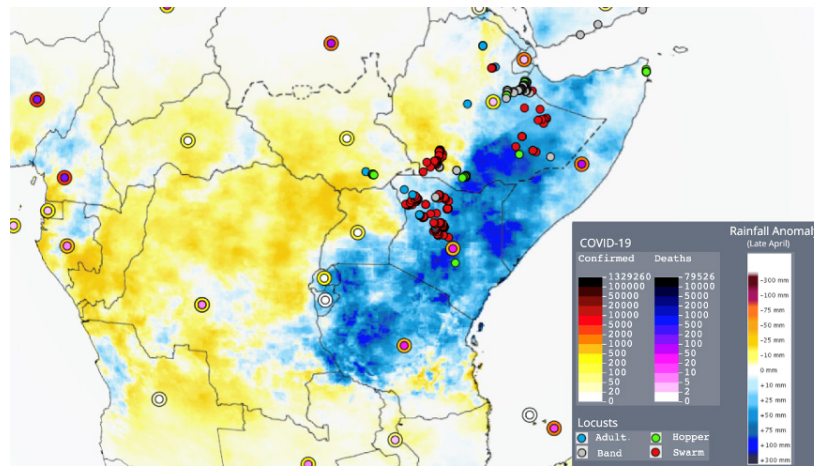 COVID-19
Confirmed
Deaths
1329260
100000
50000
20000
10000
5000
2000
1000
500
200
100
50
20
0
79526
10000
5000
2000
1000
500
200
100
50
20
10
5
2
0
Locusts
Adult.
Hopper
Band
Swarm
Rainfall Anomaly
(Late April)
-300 mm
-100 mm
-75 mm
-50 mm
-25 mm
-10 mm
0 mm
+10 mm
+25 mm
+50 mm
+75 mm
+100 mm
+300 mm